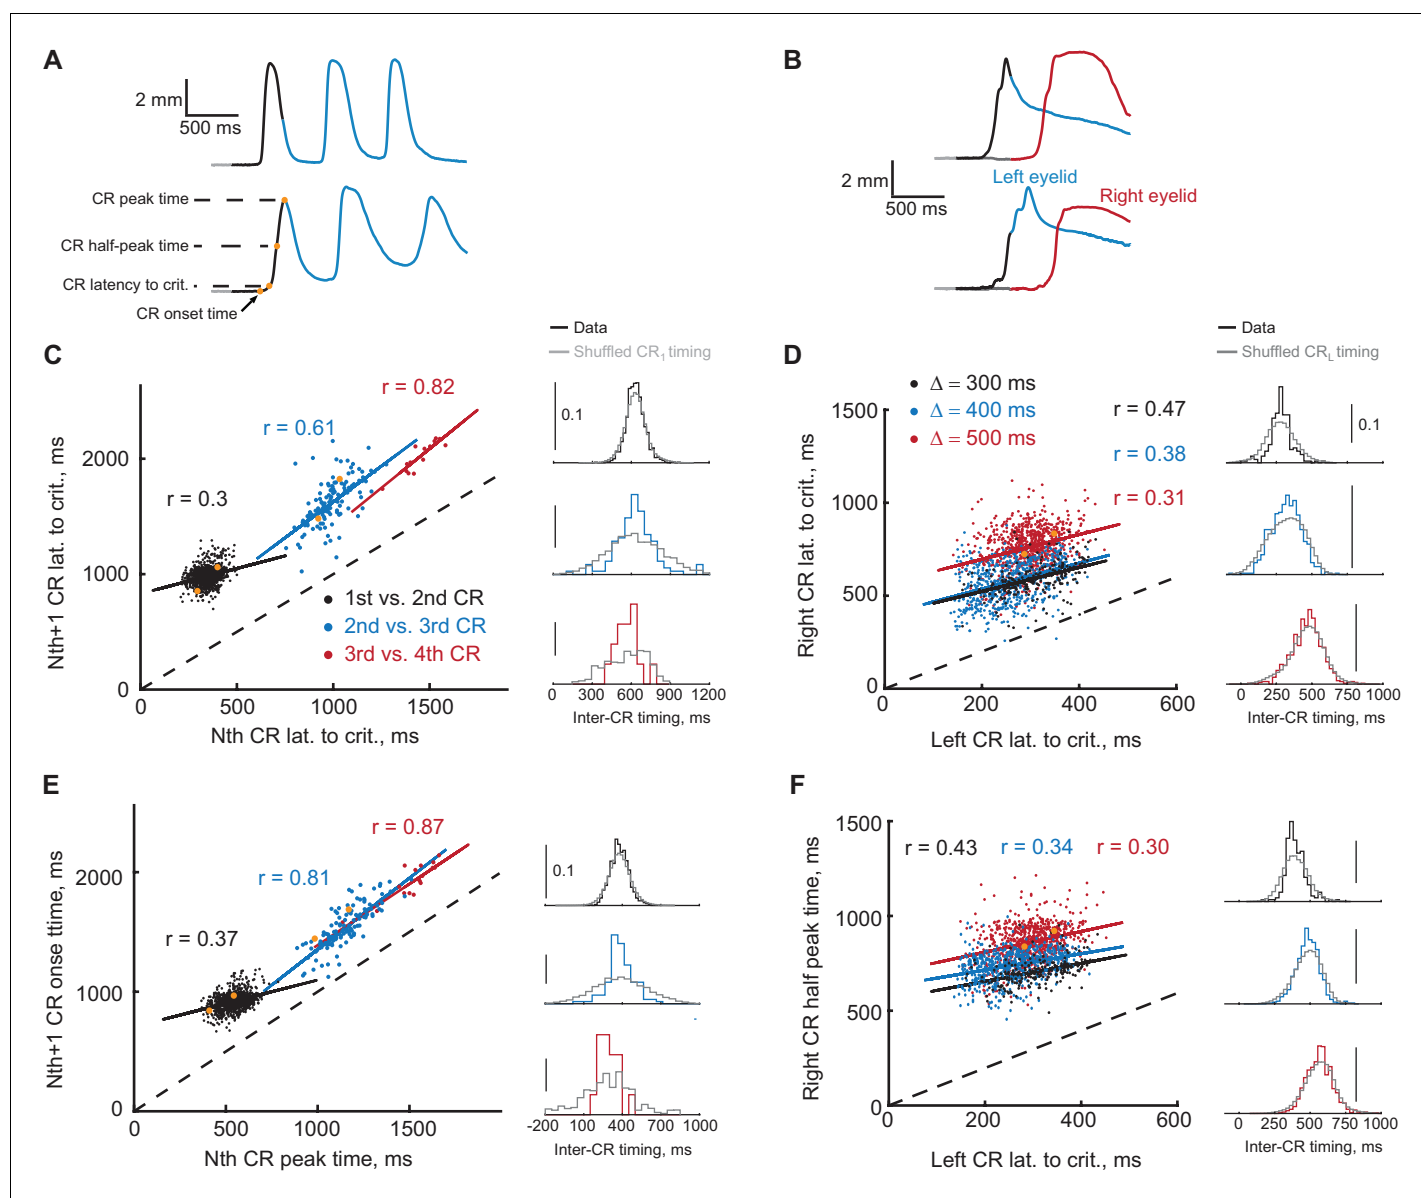 A
2 mm
500 ms
CR peak time
CR half-peak time
CR latency to crit.
CR onset time
B
2 mm
500 ms
Left eyelid
Right eyelid
C
Nth+1 CR lat. to crit., ms
2000
1000
0
0
500
1000
1500
Nth CR lat. to crit., ms
r = 0.3
r = 0.61
r = 0.82
1st vs. 2nd CR
2nd vs. 3rd CR
3rd vs. 4th CR
Data
Shuffled CR1 timing
0.1
0
300
600
900
1200
Inter-CR timing, ms
D
Right CR lat. to crit., ms
1500
1000
500
0
0
200
400
600
Left CR lat. to crit., ms
Δ = 300 ms
Δ = 400 ms
Δ = 500 ms
r = 0.47
r = 0.38
r = 0.31
Data
Shuffled CRL timing
0.1
0
250
500
750
1000
Inter-CR timing, ms
E
Nth+1 CR onse ttime, ms
2000
1000
0
0
500
1000
1500
Nth CR peak time, ms
r = 0.37
r = 0.81
r = 0.87
0.1
-200
100
400
700
1000
Inter-CR timing, ms
F
Right CR half peak time, ms
1500
1000
500
0
0
200
400
600
Left CR lat. to crit., ms
r = 0.43
r = 0.34
r = 0.30
0
250
500
750
1000
Inter-CR timing, ms